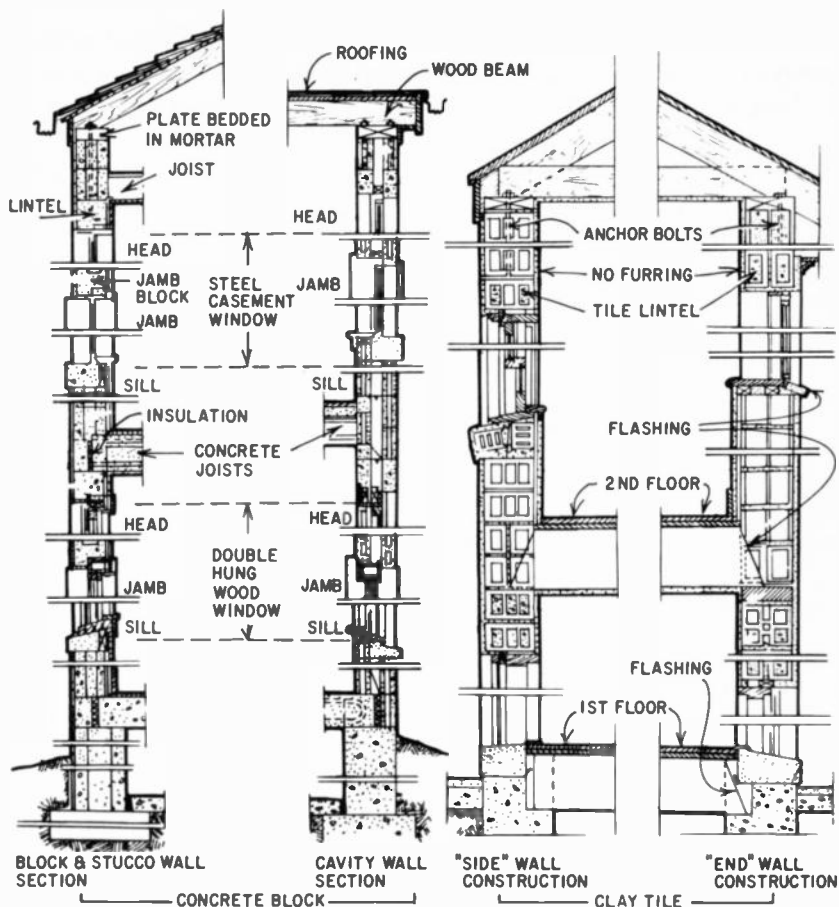 ROOFING
WOOD BEAM
PLATE BEDDED
IN MORTAR
JOIST
LINTEL
HEAD
JAMB
BLOCK
JAMB
SILL
INSULATION
HEAD
JAMB
SILL
STEEL
CASEMENT
WINDOW
CONCRETE
JOISTS
DOUBLE
HUNG
WOOD
WINDOW
HEAD
JAMB
SILL
HEAD
JAMB
SILL
ANCHOR BOLTS
NO FURRING
TILE LINTEL
FLASHING
2ND FLOOR
FLASHING
1ST FLOOR
BLOCK & STUCCO WALL
SECTION
CAVITY WALL
SECTION
"SIDE" WALL
CONSTRUCTION
"END" WALL
CONSTRUCTION
CONCRETE BLOCK
CLAY TILE